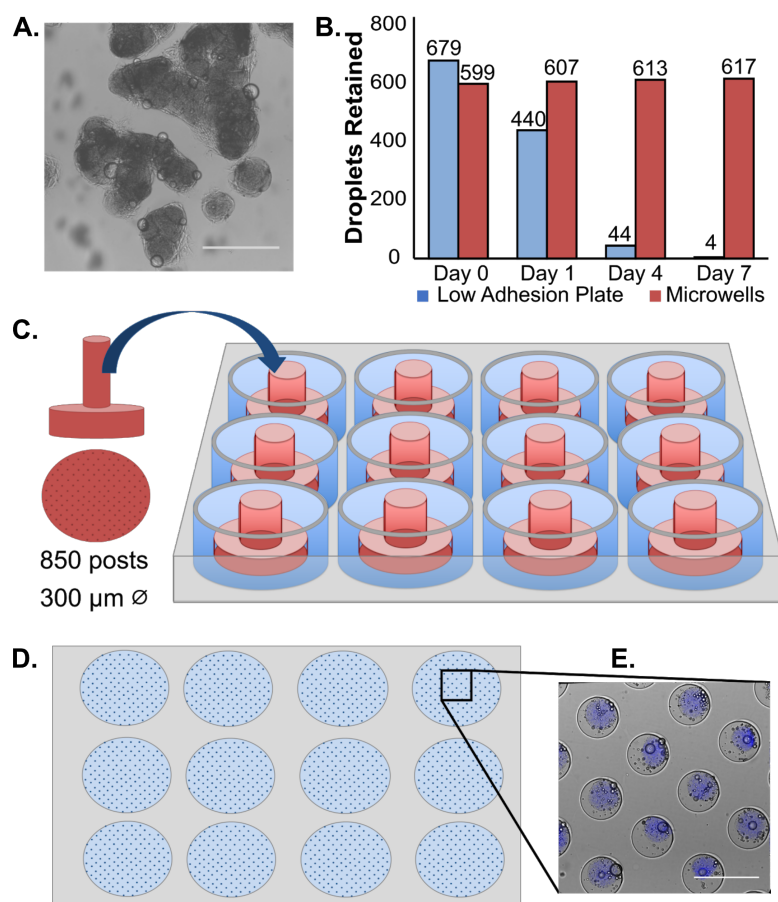 A.
B.
Droplets Retained
800
600
400
200
0
679
599
440
607
44
613
4
617
Day 0 Day 1 Day 4 Day 7
Low Adhesion Plate Microwells
C.
850 posts
300 µm ∅
D.
E.